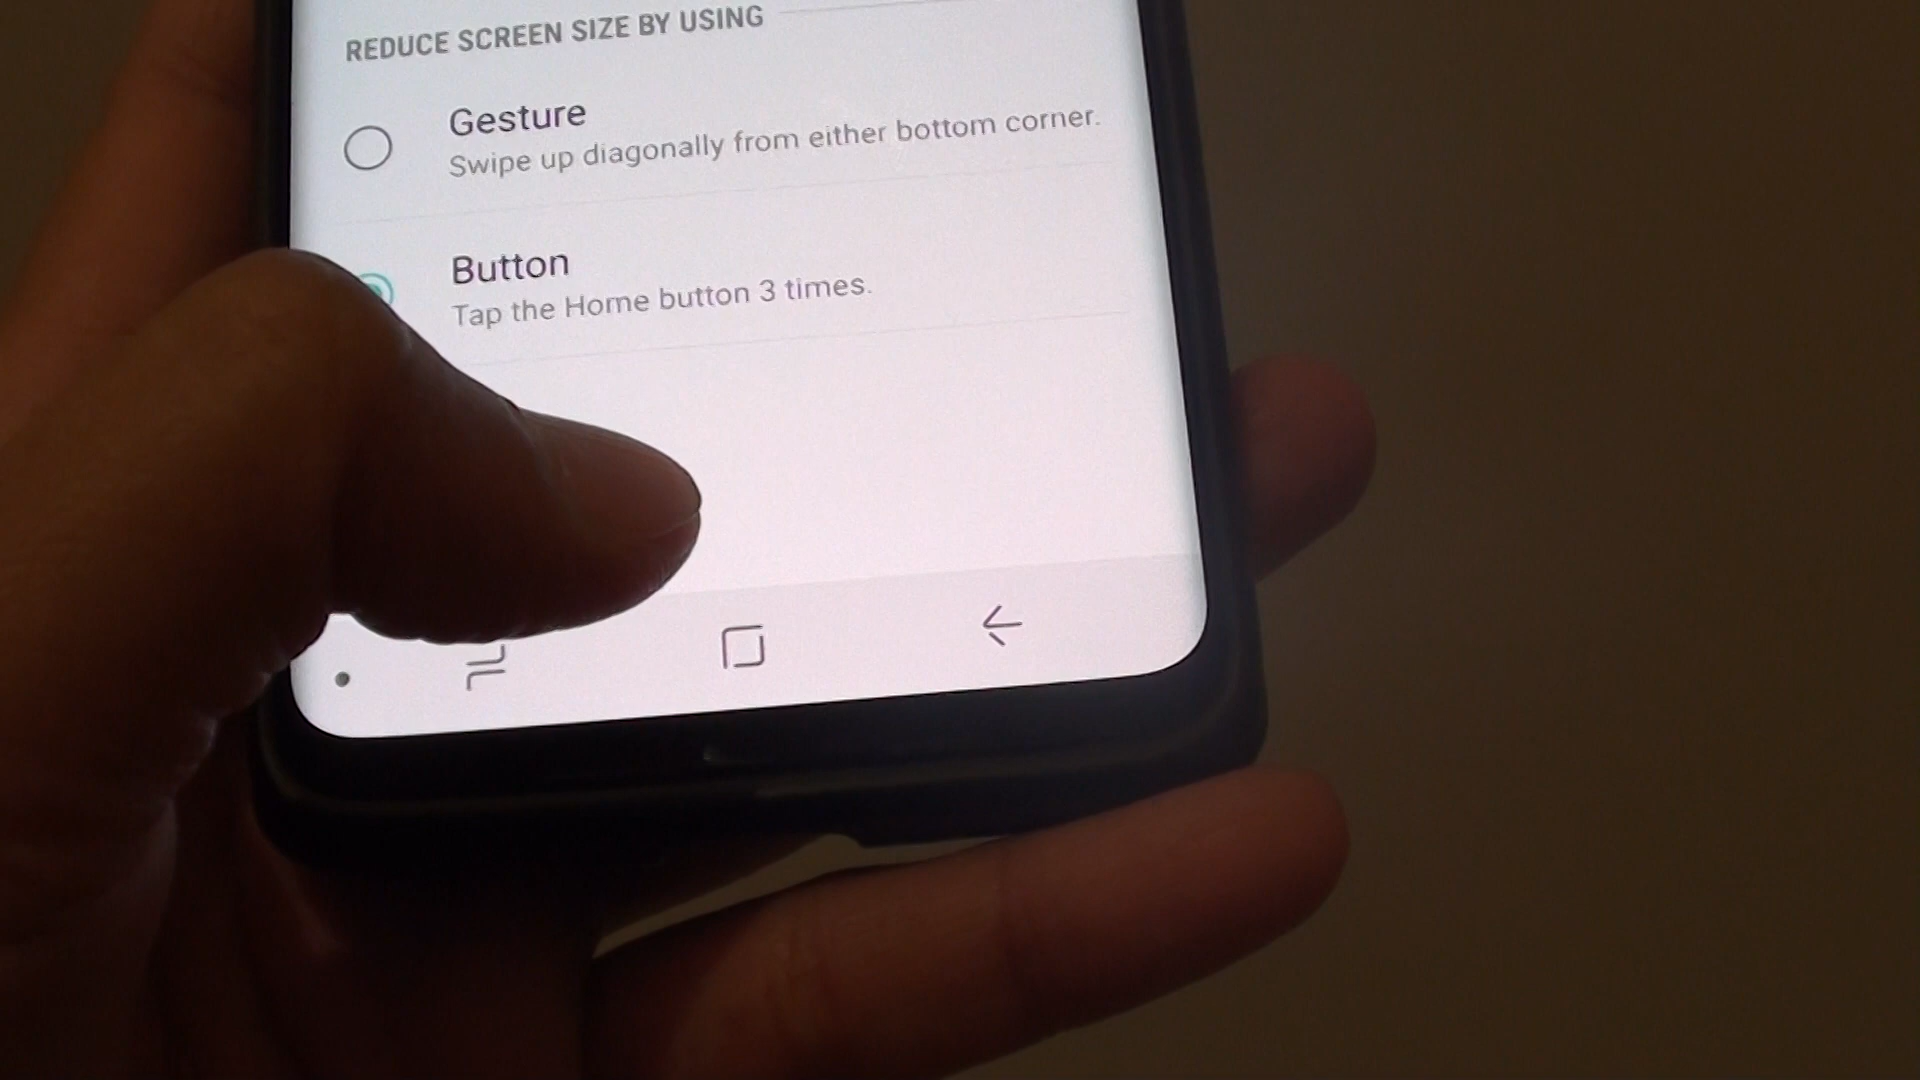 REDUCE SCREEN SIZE BY USING
Gesture
Swipe up diagonally from either bottom corner.
Button
Tap the Home button 3 times.